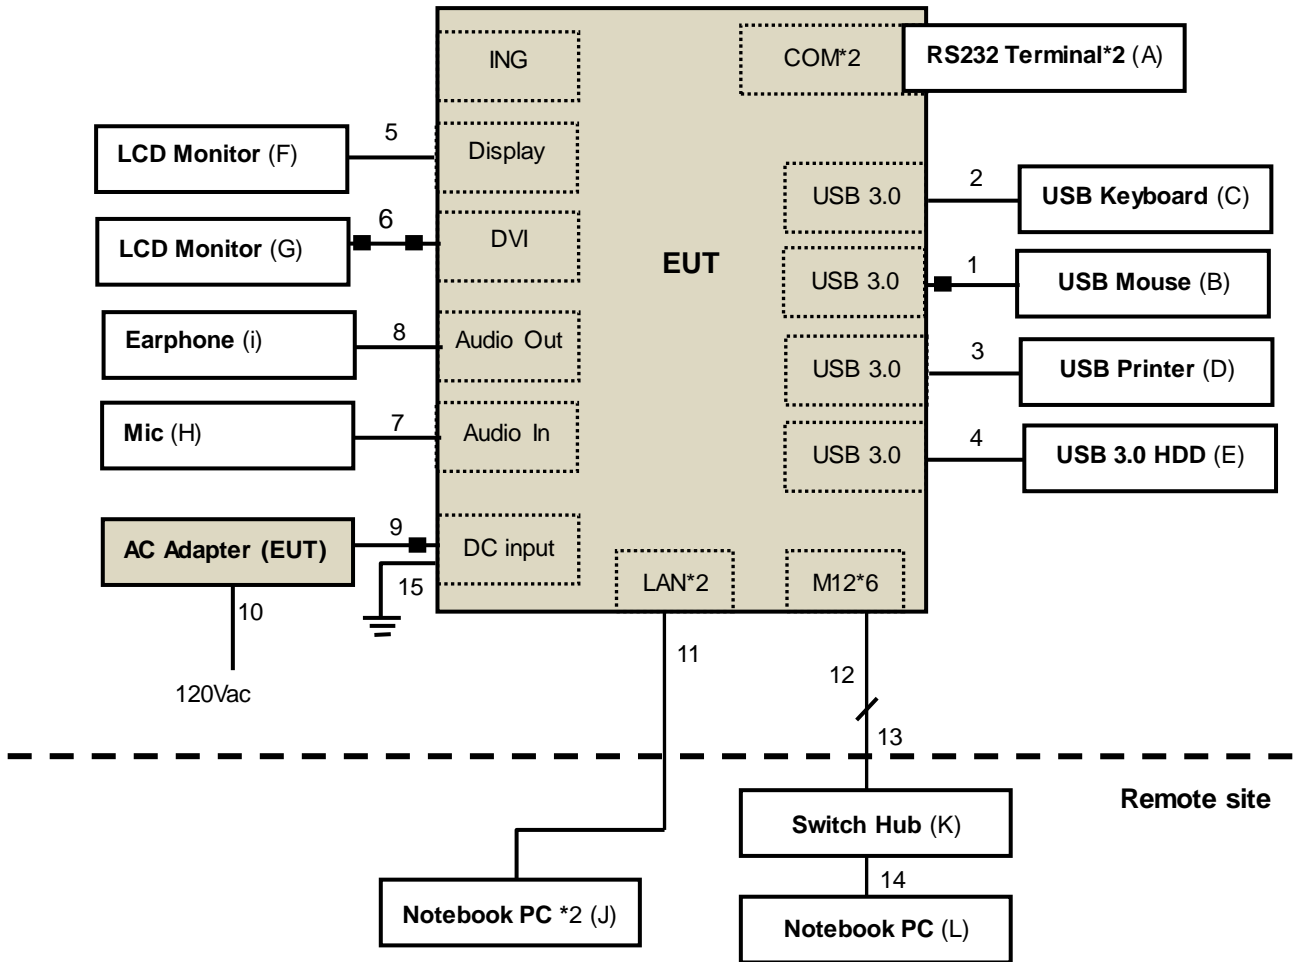 ING
COM*2
RS232 Terminal*2 (A)
5
LCD Monitor (F)
Display
USB 3.0
2
USB Keyboard (C)
6
LCD Monitor (G)
DVI
EUT
USB 3.0
1
USB Mouse (B)
Earphone (i)
8
Audio Out
USB 3.0
3
USB Printer (D)
Mic (H)
7
Audio In
USB 3.0
4
USB 3.0 HDD (E)
AC Adapter (EUT)
9
DC input
15
LAN*2
M12*6
10
120Vac
11
12
13
Remote site
Switch Hub (K)
14
Notebook PC *2 (J)
Notebook PC (L)